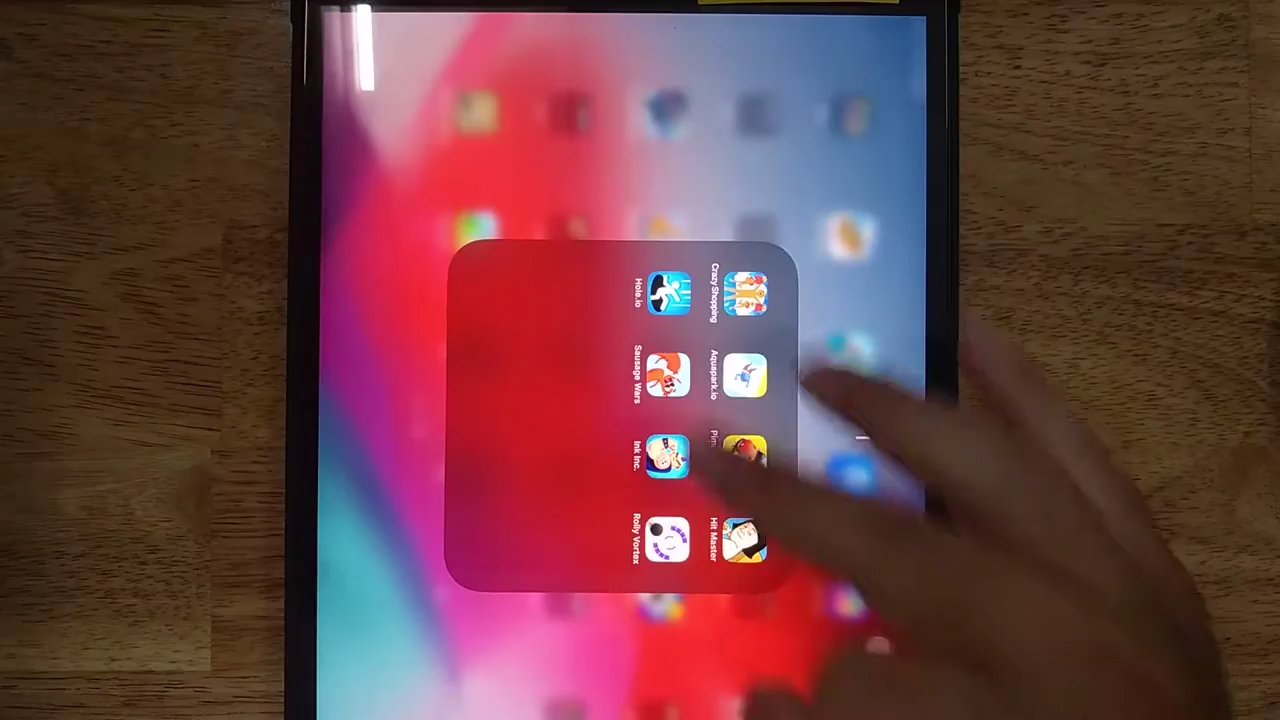 Crazy Shopping
Aquapark.io
Hit Master
Hole.io
Sausage Wars
Ink Inc.
Rolly Vortex